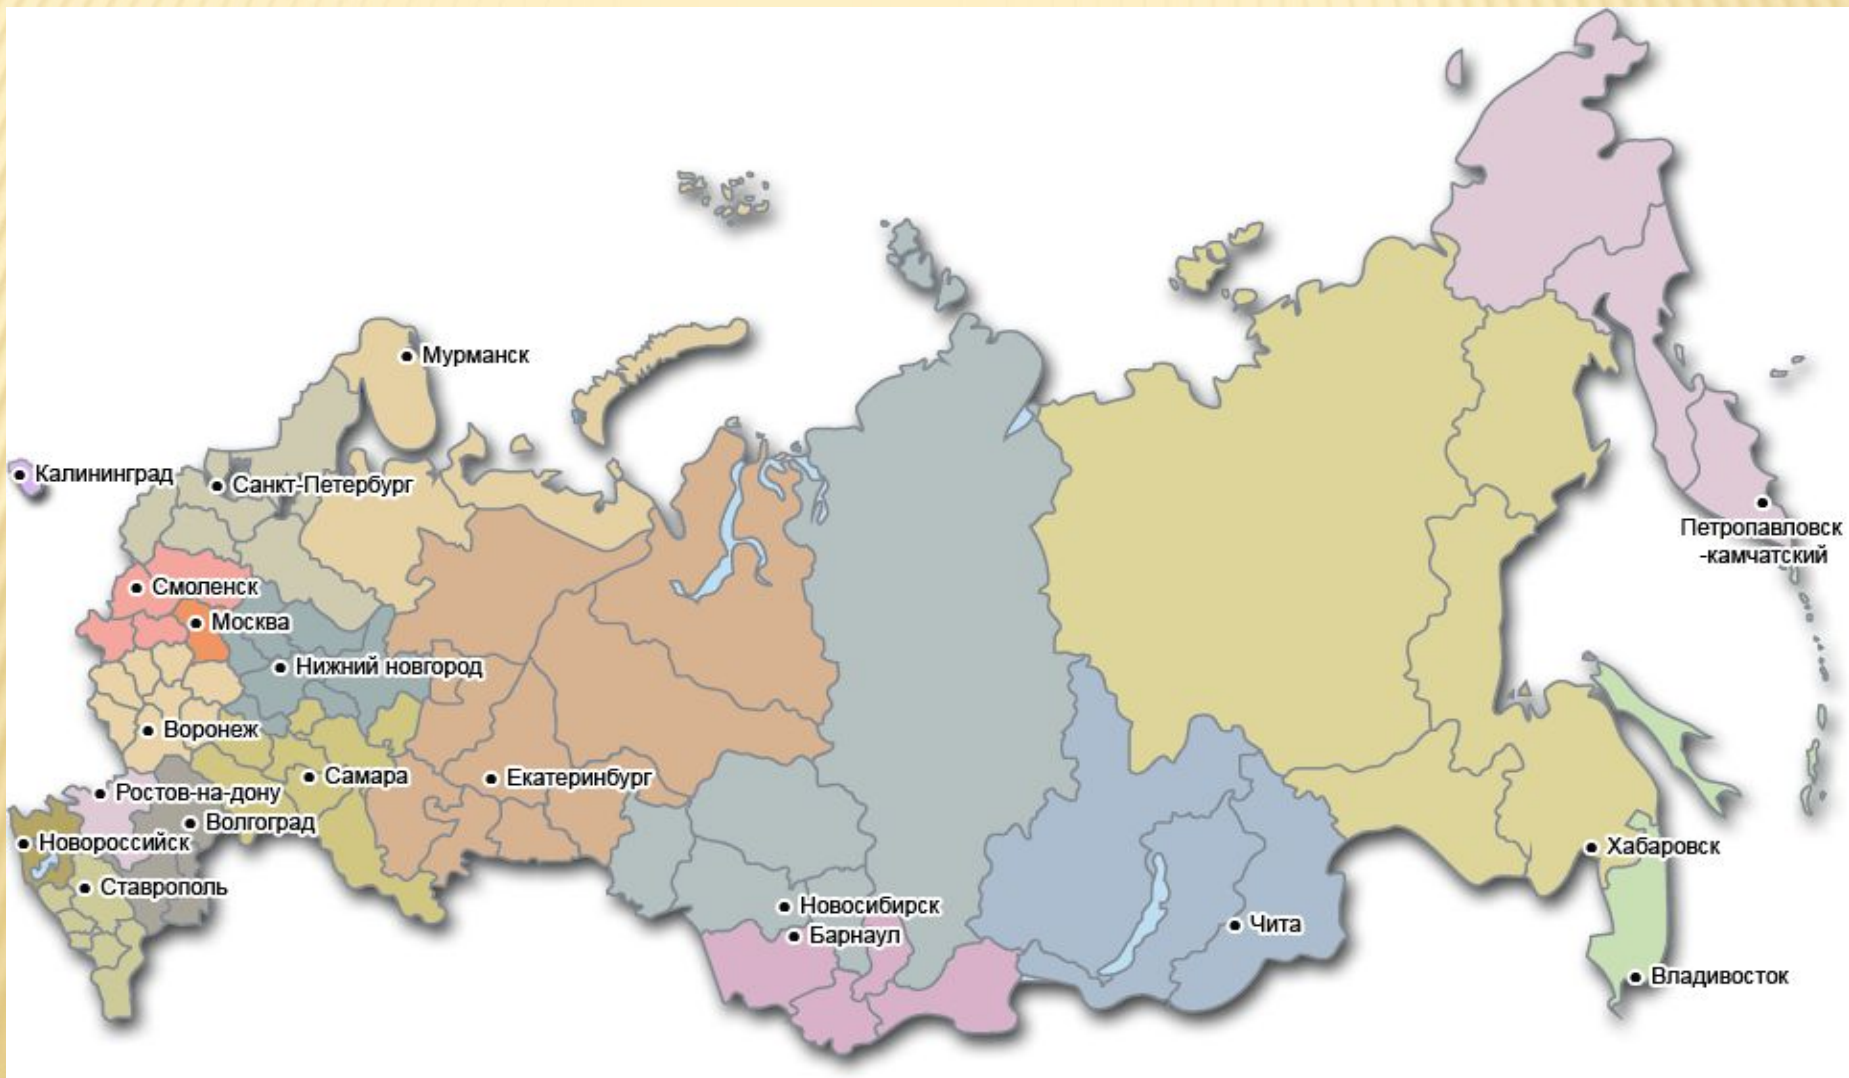 Мурманск
Калининград
Санкт-Петербург
Петропавловск
-камчатский
Смоленск
Москва
Нижний новгород
Воронеж
Самара
Екатеринбург
Ростов-на-дону
Волгоград
Новороссийск
Хабаровск
Ставрополь
Новосибирск
Чита
Барнаул
Владивосток